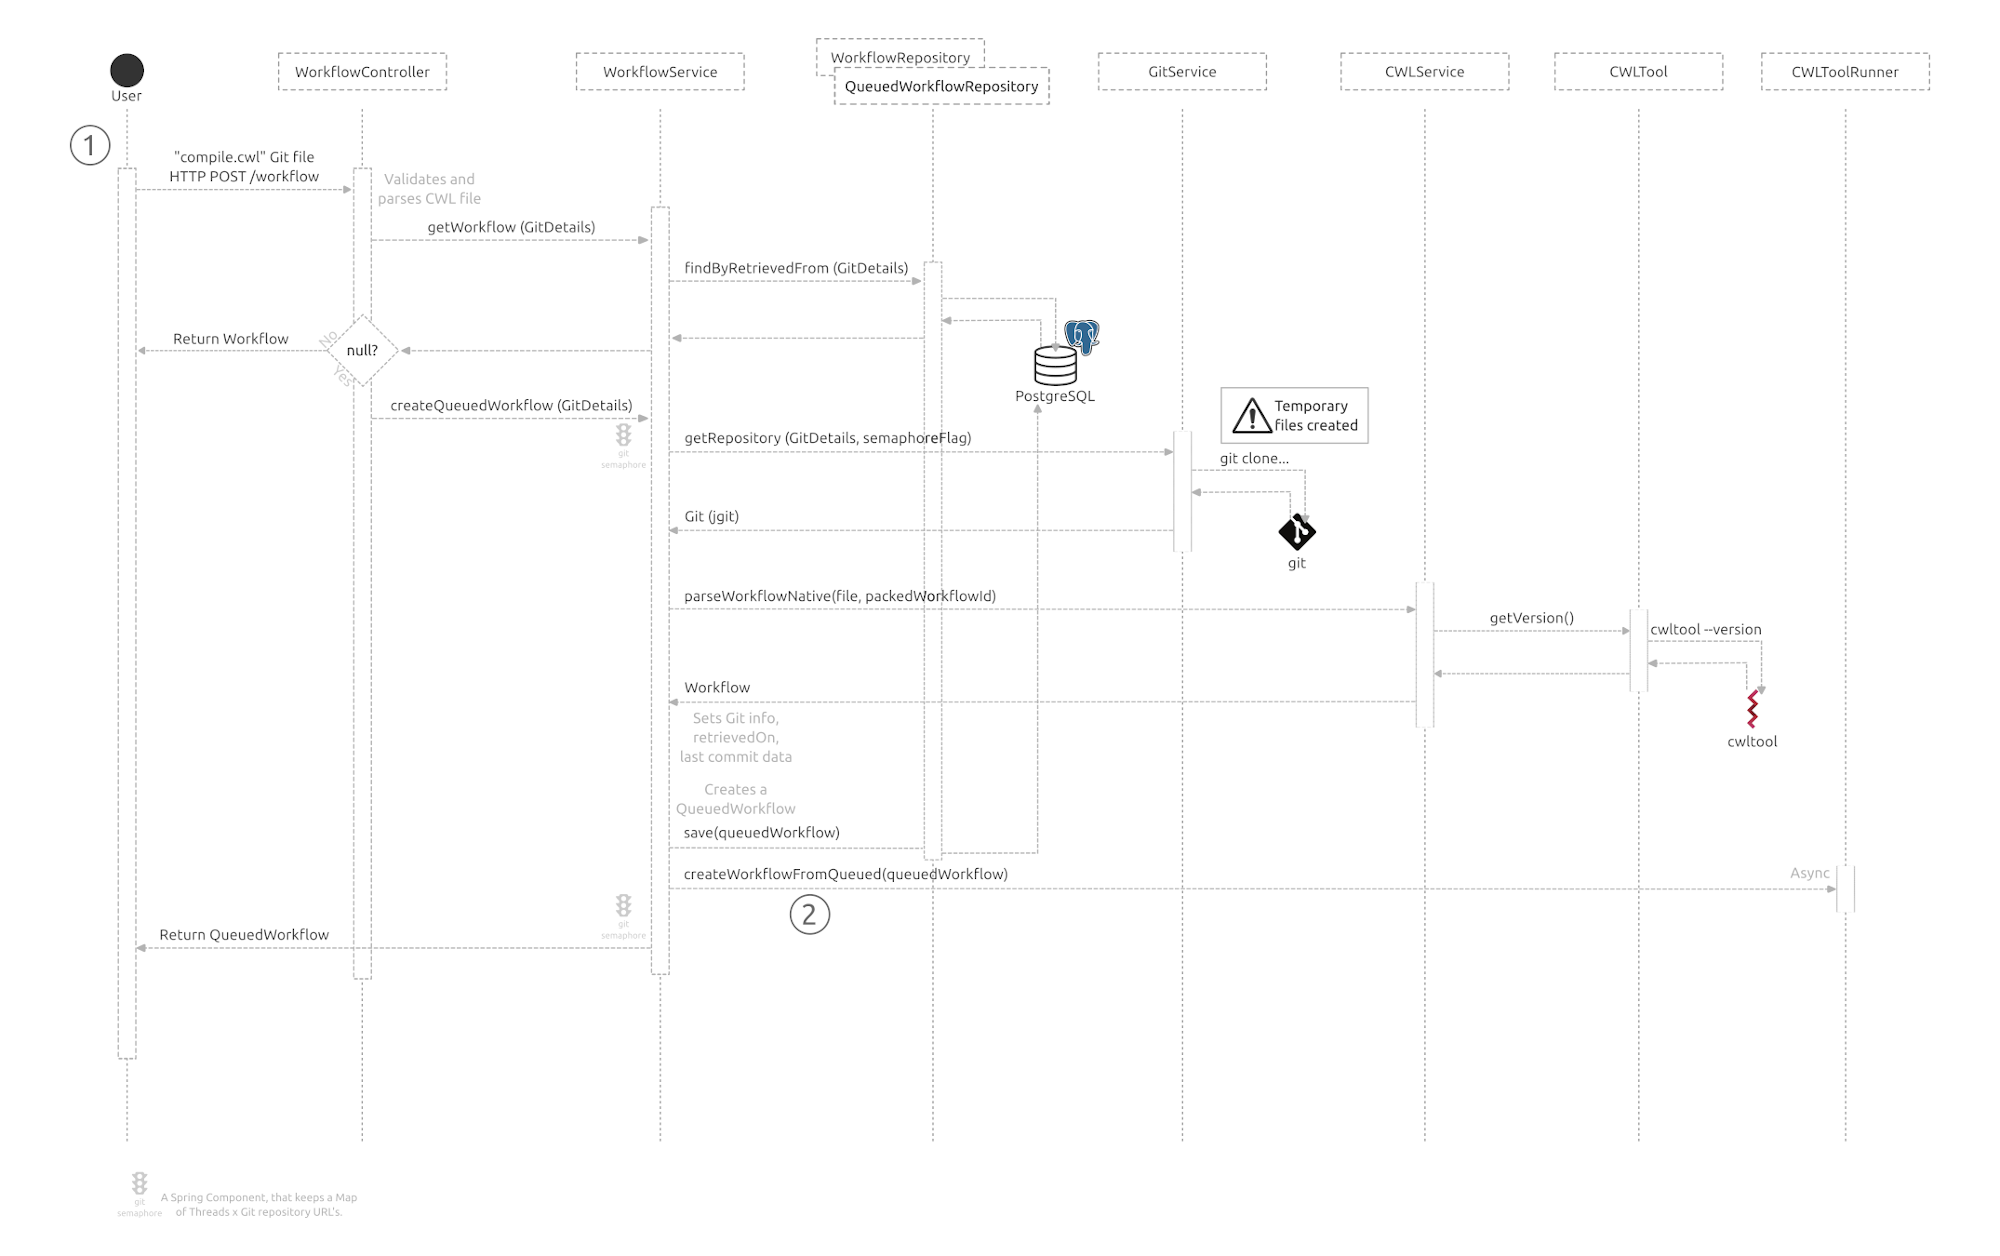 User
WorkflowController
WorkflowService
WorkflowRepository
QueuedWorkflowRepository
GitService
CWLService
CWLTool
CWLToolRunner
1
"compile.cwl" Git file
HTTP POST /workflow
Validates and
parses CWL file
getWorkflow (GitDetails)
findByRetrievedFrom (GitDetails)
Return Workflow
No
null?
Yes
PostgreSQL
createQueuedWorkflow (GitDetails)
git
semaphore
Temporary
files created
getRepository (GitDetails, semaphoreFlag)
git clone...
Git (jgit)
git
parseWorkflowNative(file, packedWorkflowId)
getVersion()
cwltool --version
Workflow
cwltool
Sets Git info,
retrievedOn,
last commit data
Creates a
QueuedWorkflow
save(queuedWorkflow)
createWorkflowFromQueued(queuedWorkflow)
Async
2
git
semaphore
Return QueuedWorkflow
git
semaphore
A Spring Component, that keeps a Map
of Threads x Git repository URL's.